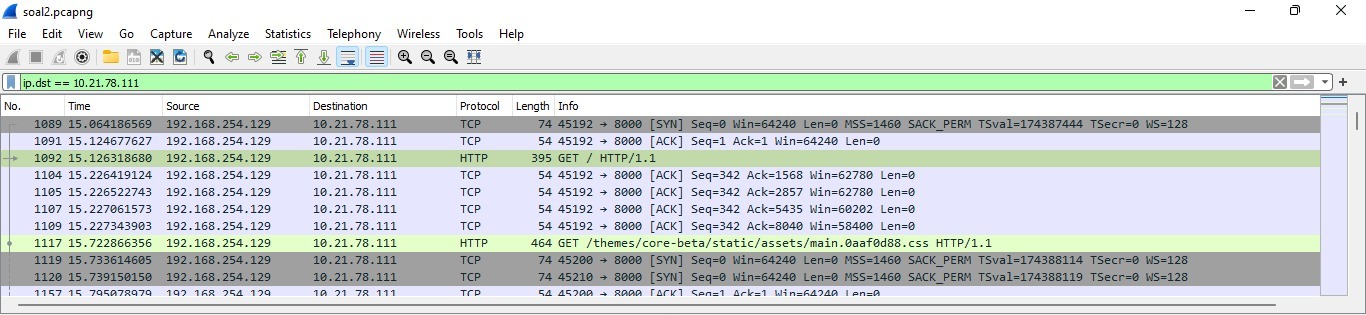 soal2.pcapng
File Edit View Go Capture Analyze Statistics Telephony Wireless Tools Help
ip.dst == 10.21.78.111
No. Time Source Destination Protocol Length Info
1089 15.064186569 192.168.254.129 10.21.78.111 TCP 74 45192 → 8000 [SYN] Seq=0 Win=64240 Len=0 MSS=1460 SACK_PERM TSval=174387444 TSecr=0 WS=128
1091 15.124677627 192.168.254.129 10.21.78.111 TCP 54 45192 → 8000 [ACK] Seq=1 Ack=1 Win=64240 Len=0
1092 15.126318680 192.168.254.129 10.21.78.111 HTTP 395 GET / HTTP/1.1
1104 15.226419124 192.168.254.129 10.21.78.111 TCP 54 45192 → 8000 [ACK] Seq=342 Ack=1568 Win=62780 Len=0
1105 15.226522743 192.168.254.129 10.21.78.111 TCP 54 45192 → 8000 [ACK] Seq=342 Ack=2857 Win=62780 Len=0
1107 15.227061573 192.168.254.129 10.21.78.111 TCP 54 45192 → 8000 [ACK] Seq=342 Ack=5435 Win=60202 Len=0
1109 15.227343903 192.168.254.129 10.21.78.111 TCP 54 45192 → 8000 [ACK] Seq=342 Ack=8040 Win=58400 Len=0
1117 15.722866356 192.168.254.129 10.21.78.111 HTTP 464 GET /themes/core-beta/static/assets/main.0aaf0d88.css HTTP/1.1
1119 15.733614605 192.168.254.129 10.21.78.111 TCP 74 45200 → 8000 [SYN] Seq=0 Win=64240 Len=0 MSS=1460 SACK_PERM TSval=174388114 TSecr=0 WS=128
1120 15.739150150 192.168.254.129 10.21.78.111 TCP 74 45210 → 8000 [SYN] Seq=0 Win=64240 Len=0 MSS=1460 SACK_PERM TSval=174388119 TSecr=0 WS=128
1157 15.795078979 192.168.254.129 10.21.78.111 TCP 54 45200 → 8000 [ACK] Seq=1 Ack=1 Win=64240 Len=0